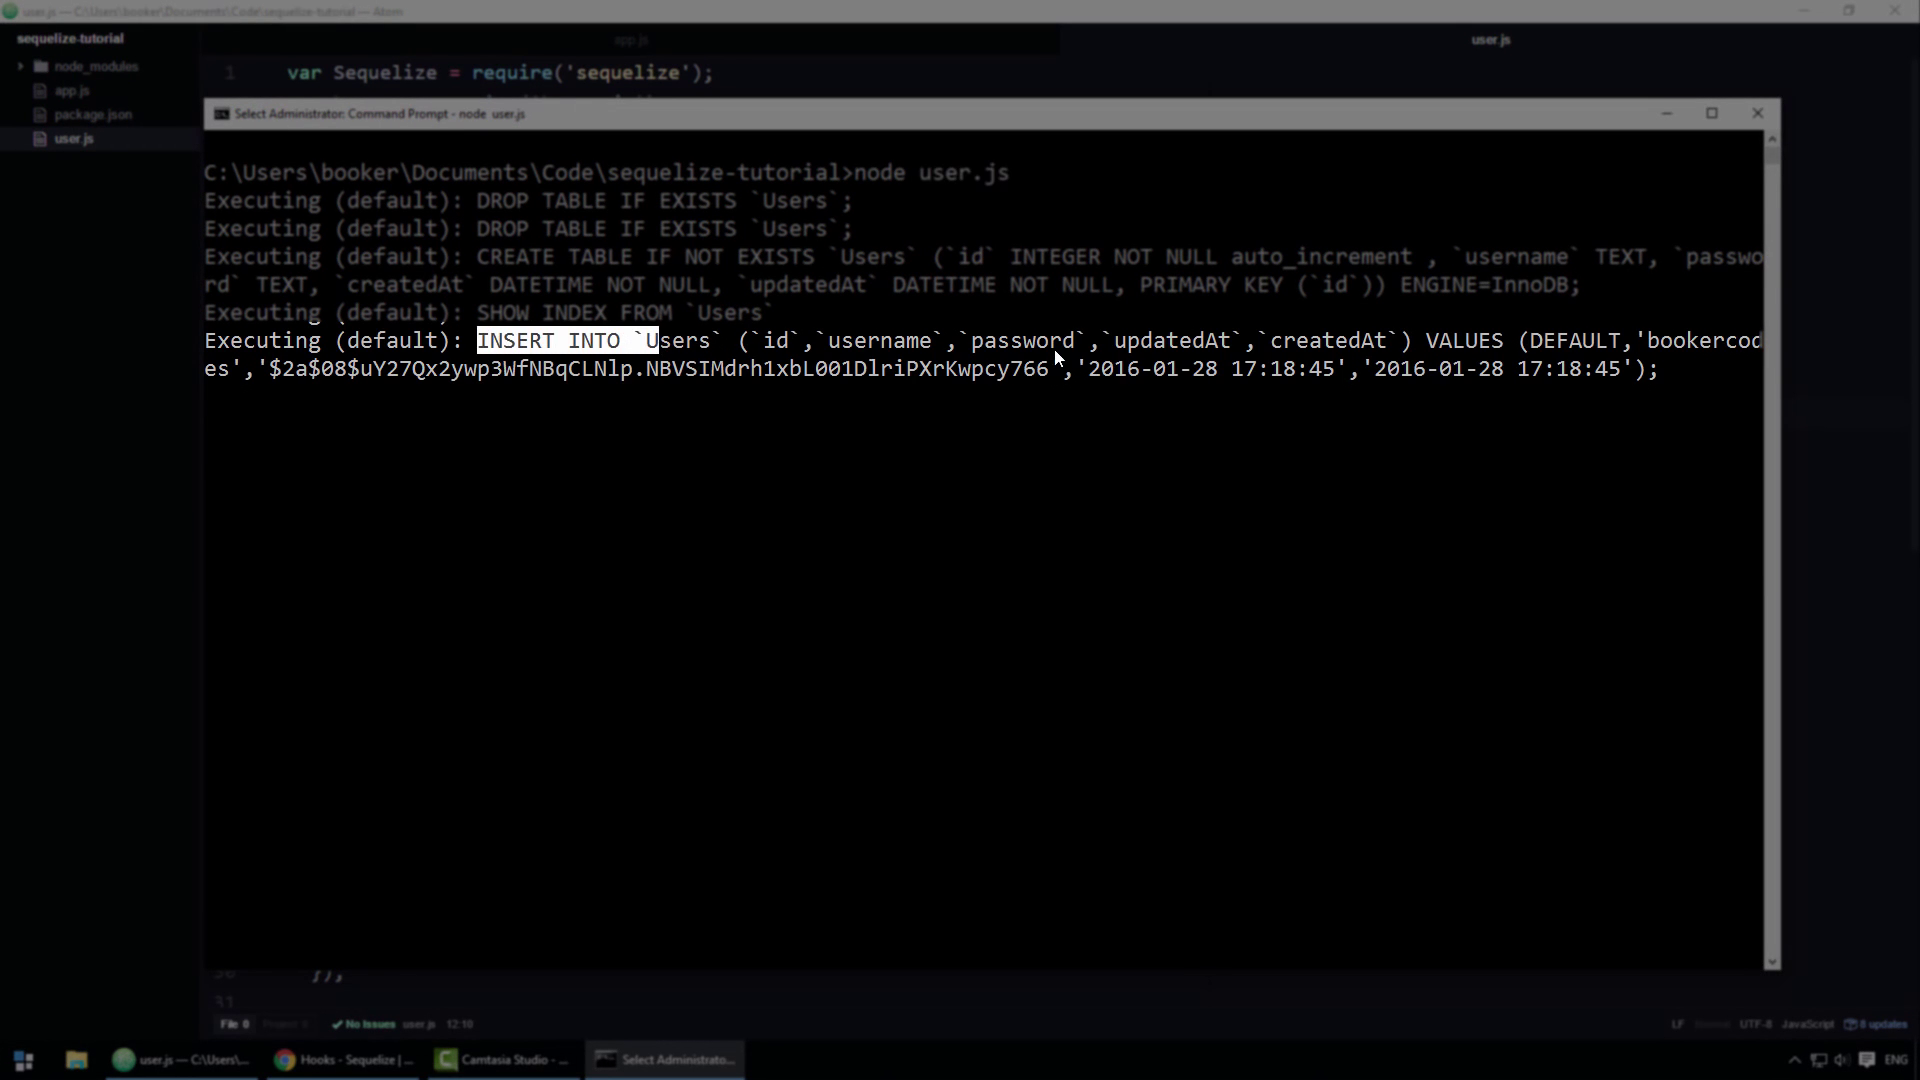 user.js — C:\Users\booker\Documents\Code\sequelize-tutorial — Atom
sequelize-tutorial
app.js
user.js
node_modules
app.js
package.json
user.js
1 var Sequelize = require('sequelize');
Select Administrator: Command Prompt - node user.js
C:\Users\booker\Documents\Code\sequelize-tutorial>node user.js
Executing (default): DROP TABLE IF EXISTS `Users`;
Executing (default): DROP TABLE IF EXISTS `Users`;
Executing (default): CREATE TABLE IF NOT EXISTS `Users` (`id` INTEGER NOT NULL auto_increment , `username` TEXT, `passwo
rd` TEXT, `createdAt` DATETIME NOT NULL, `updatedAt` DATETIME NOT NULL, PRIMARY KEY (`id`)) ENGINE=InnoDB;
Executing (default): SHOW INDEX FROM `Users`
Executing (default): INSERT INTO `Users` (`id`,`username`,`password`,`updatedAt`,`createdAt`) VALUES (DEFAULT,'bookercod
es','$2a$08$uY27Qx2ywp3WfNBqCLNlp.NBVSIMdrh1xbL001DlriPXrKwpcy766','2016-01-28 17:18:45','2016-01-28 17:18:45');
30 });
31
File 0 No Issues user.js 12:10 LF UTF-8 JavaScript 8 updates
user.js — C:\Users\... Hooks - Sequelize | ... Camtasia Studio - ... Select Administrato... ENG